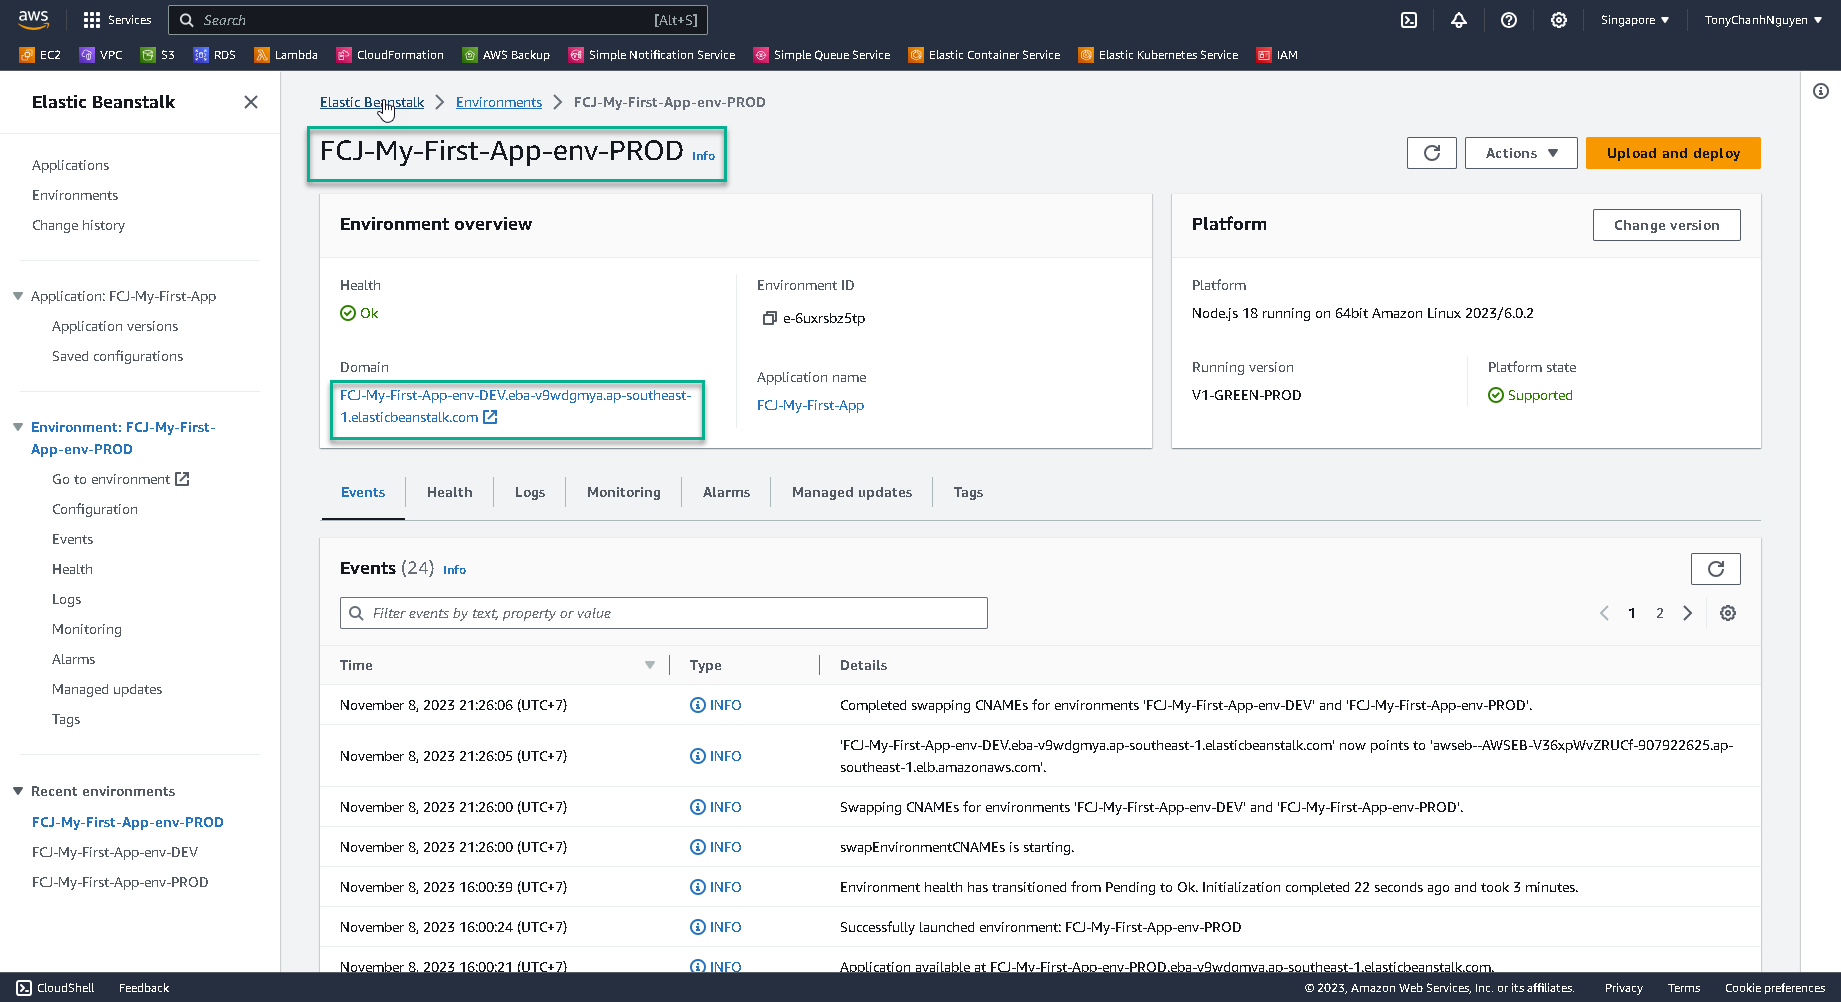 aws
Services
Search
[Alt+S]
Singapore ▼
TonyChanhNguyen ▼
EC2
VPC
S3
RDS
Lambda
CloudFormation
AWS Backup
Simple Notification Service
Simple Queue Service
Elastic Container Service
Elastic Kubernetes Service
IAM
Elastic Beanstalk
Applications
Environments
Change history
Application: FCJ-My-First-App
Application versions
Saved configurations
Environment: FCJ-My-First-
App-env-PROD
Go to environment
Configuration
Events
Health
Logs
Monitoring
Alarms
Managed updates
Tags
Recent environments
FCJ-My-First-App-env-PROD
FCJ-My-First-App-env-DEV
FCJ-My-First-App-env-PROD
Elastic Beanstalk > Environments > FCJ-My-First-App-env-PROD
FCJ-My-First-App-env-PROD Info
Actions ▼
Upload and deploy
Environment overview
Health
Ok
Domain
FCJ-My-First-App-env-DEV.eba-v9wdgmya.ap-southeast-
1.elasticbeanstalk.com
Environment ID
e-6uxrsbz5tp
Application name
FCJ-My-First-App
Platform
Change version
Platform
Node.js 18 running on 64bit Amazon Linux 2023/6.0.2
Running version
V1-GREEN-PROD
Platform state
Supported
Events
Health
Logs
Monitoring
Alarms
Managed updates
Tags
Events (24) Info
Filter events by text, property or value
1 2
Time Type Details
November 8, 2023 21:26:06 (UTC+7) INFO Completed swapping CNAMEs for environments 'FCJ-My-First-App-env-DEV' and 'FCJ-My-First-App-env-PROD'.
November 8, 2023 21:26:05 (UTC+7) INFO 'FCJ-My-First-App-env-DEV.eba-v9wdgmya.ap-southeast-1.elasticbeanstalk.com' now points to 'awseb--AWSEB-V36xpWvZRUCf-907922625.ap-
southeast-1.elb.amazonaws.com'.
November 8, 2023 21:26:00 (UTC+7) INFO Swapping CNAMEs for environments 'FCJ-My-First-App-env-DEV' and 'FCJ-My-First-App-env-PROD'.
November 8, 2023 21:26:00 (UTC+7) INFO swapEnvironmentCNAMEs is starting.
November 8, 2023 16:00:39 (UTC+7) INFO Environment health has transitioned from Pending to Ok. Initialization completed 22 seconds ago and took 3 minutes.
November 8, 2023 16:00:24 (UTC+7) INFO Successfully launched environment: FCJ-My-First-App-env-PROD
November 8, 2023 16:00:21 (UTC+7) INFO Application available at FCJ-My-First-App-env-PROD.eba-v9wdgmya.ap-southeast-1.elasticbeanstalk.com.
CloudShell
Feedback
© 2023, Amazon Web Services, Inc. or its affiliates.
Privacy
Terms
Cookie preferences